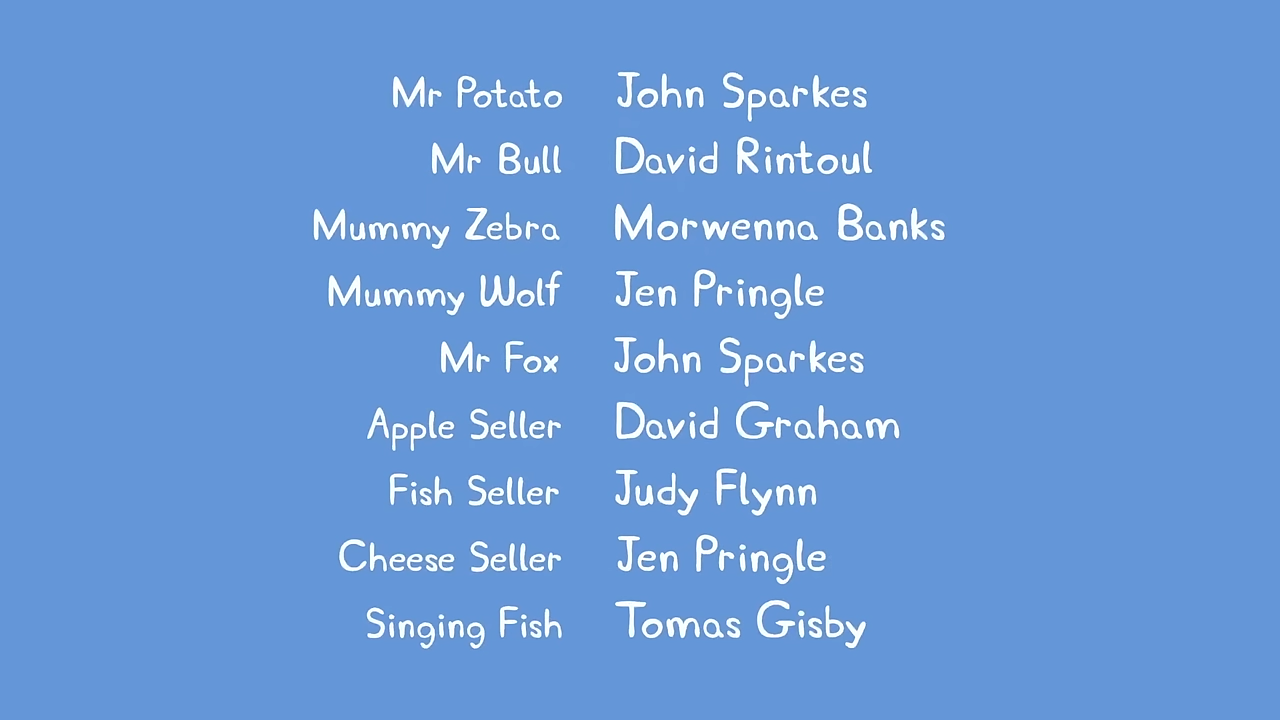 Mr Potato John Sparkes
Mr Bull David Rintoul
Mummy Zebra Morwenna Banks
Mummy Wolf Jen Pringle
Mr Fox John Sparkes
Apple Seller David Graham
Fish Seller Judy Flynn
Cheese Seller Jen Pringle
Singing Fish Tomas Gisby